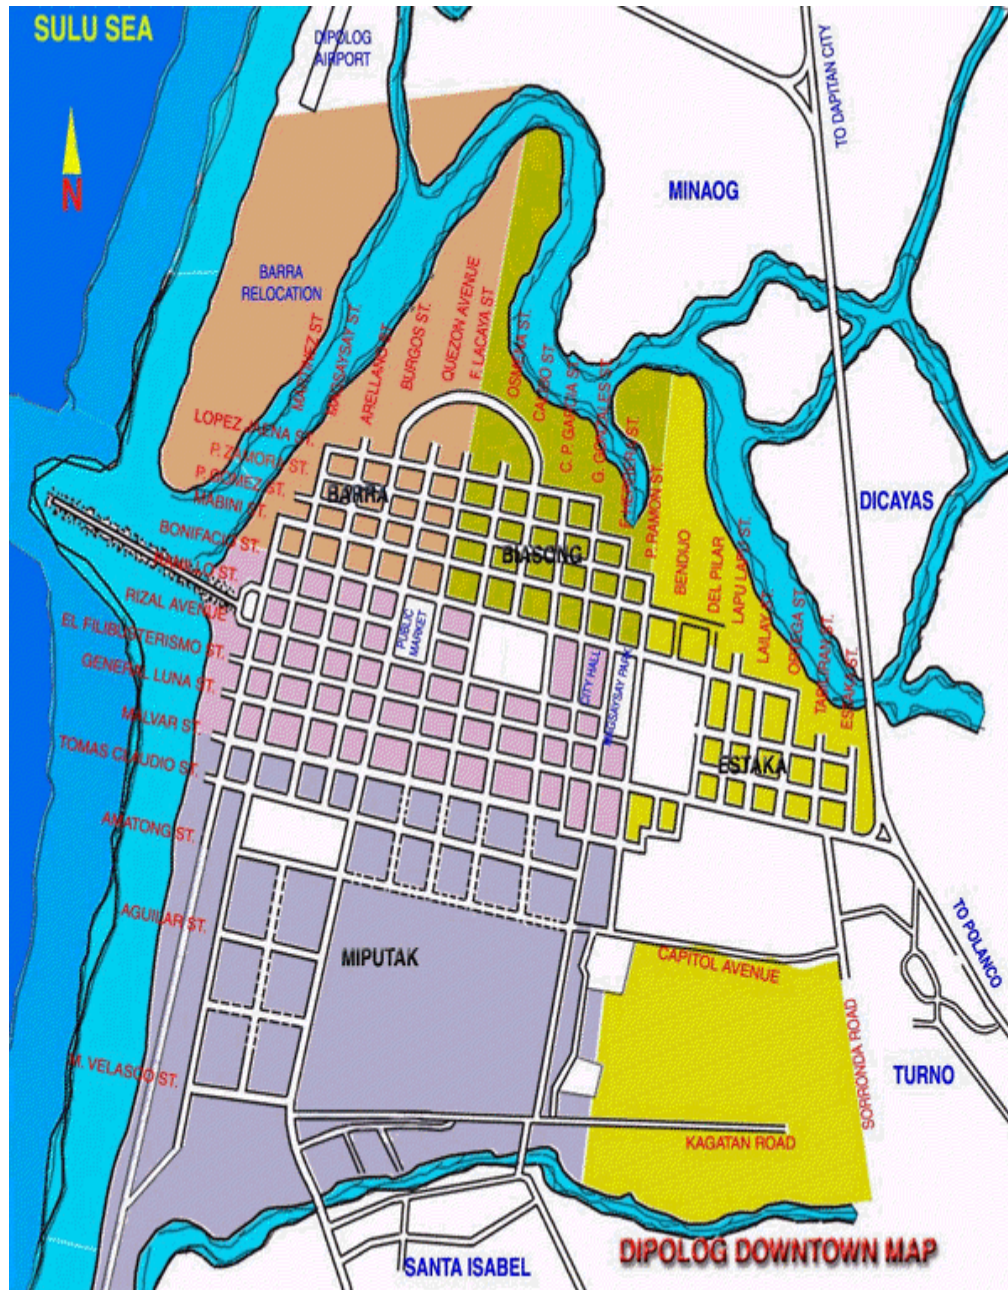 SULU SEA
DIPOLOG
AIRPORT
TO DAPITAN CITY
N
MINAOG
BARRA
RELOCATION
MARTINEZ ST
MAGSAYSAY ST.
ARELLANO ST.
BURGOS ST.
QUEZON AVENUE
F. LACAYA ST.
OSMEÑA ST.
CALIBO ST
C. P. GARCIA ST.
G. GONZALES ST.
P. RAMON ST.
BENDIJO
DEL PILAR
LAPU LAPU ST.
LAILAY ST.
ORTEGA ST.
ESTAKA ST.
LOPEZ JAENA ST.
P. ZAMORA ST.
P. GOMEZ ST.
MABINI ST.
BONIFACIO ST.
RIZAL AVENUE
EL FILIBUSTERISMO ST.
GENERAL LUNA ST.
MALVAR ST.
TOMAS CLAUDIO ST.
AMATONG ST.
AGUILAR ST.
M. VELASCO ST.
BARRA
BIASONG
DICAYAS
PUBLIC
MARKET
CITY HALL
MAGSAYSAY PARK
ESTAKA
MIPUTAK
CAPITOL AVENUE
TO POLANCO
SORRONDA ROAD
TURNO
KAGATAN ROAD
SANTA ISABEL
DIPOLOG DOWNTOWN MAP